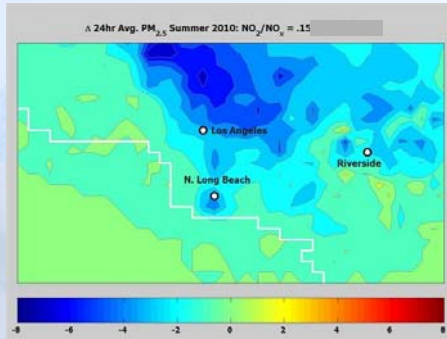 Δ 24hr Avg. PM2.5 Summer 2010: NO2/NOx = .15
Los Angeles
Riverside
N. Long Beach
-8 -6 -4 -2 0 2 4 6 8